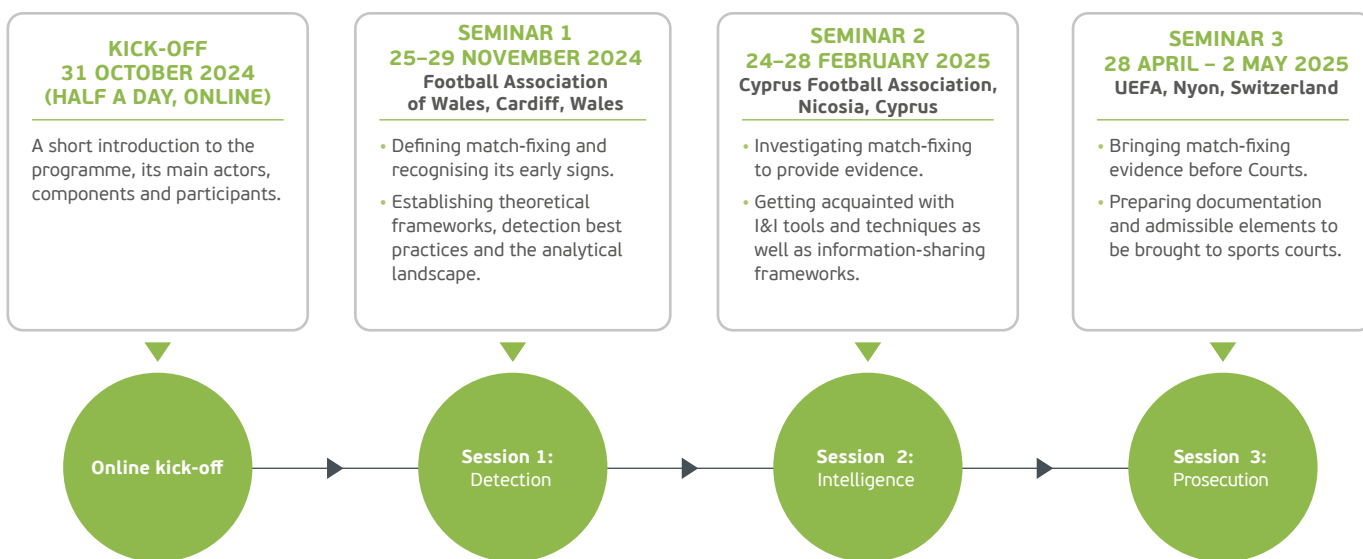 KICK-OFF
31 OCTOBER 2024
(HALF A DAY, ONLINE)
A short introduction to the
programme, its main actors,
components and participants.
SEMINAR 1
25–29 NOVEMBER 2024
Football Association
of Wales, Cardiff, Wales
• Defining match-fixing and
recognising its early signs.
• Establishing theoretical
frameworks, detection best
practices and the analytical
landscape.
SEMINAR 2
24–28 FEBRUARY 2025
Cyprus Football Association,
Nicosia, Cyprus
• Investigating match-fixing
to provide evidence.
• Getting acquainted with
I&I tools and techniques as
well as information-sharing
frameworks.
SEMINAR 3
28 APRIL – 2 MAY 2025
UEFA, Nyon, Switzerland
• Bringing match-fixing
evidence before Courts.
• Preparing documentation
and admissible elements to
be brought to sports courts.
Online kick-off
Session 1:
Detection
Session 2:
Intelligence
Session 3:
Prosecution